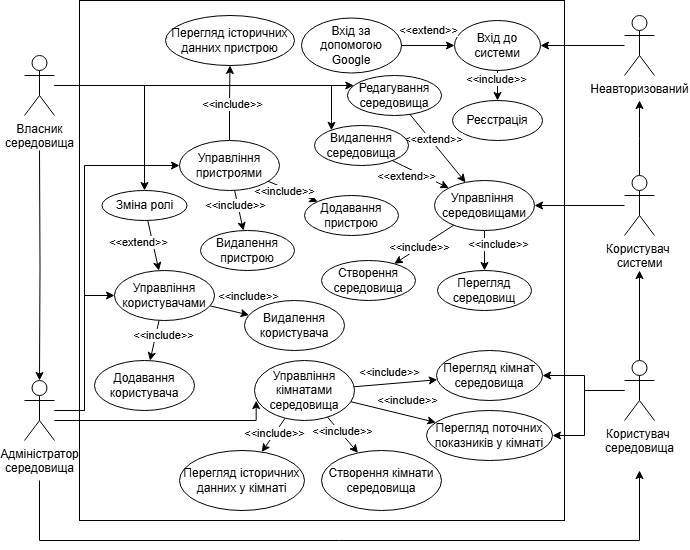 Перегляд історичних
даних пристрою
<<include>>
Вхід за
допомогою
Google
<<extend>>
Вхід до
системи
<<include>>
Реєстрація
Неавторизований
Власник
середовища
Редагування
середовища
<<extend>>
Видалення
середовища
<<extend>>
Управління
пристроями
<<include>>
<<include>>
Додавання
пристрою
Видалення
пристрою
Зміна ролі
<<extend>>
Управління
середовищами
<<include>>
<<include>>
Створення
середовища
Перегляд
середовищ
Користувач
системи
Управління
користувачами
<<include>>
Видалення
користувача
<<include>>
Додавання
користувача
Управління
кімнатами
середовища
<<include>>
Перегляд кімнат
середовища
<<include>>
Перегляд поточних
показників у кімнаті
<<include>>
<<include>>
Перегляд історичних
даних у кімнаті
Створення кімнати
середовища
Адміністратор
середовища
Користувач
середовища